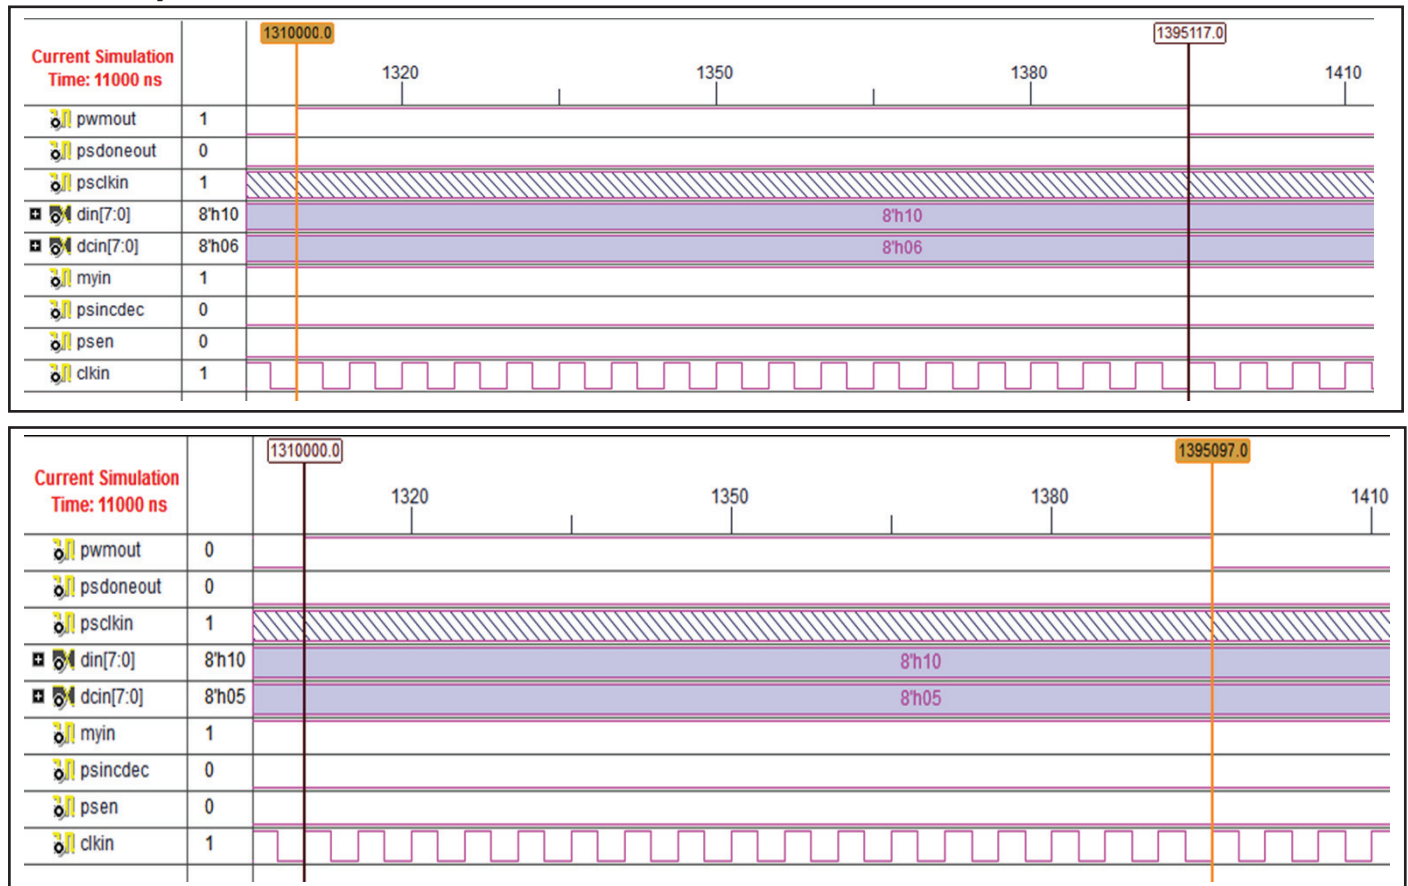 1310000.0 1395117.0
Current Simulation
Time: 11000 ns
1320 1350 1380 1410
pwmout 1
psdoneout 0
psclkin 1
din[7:0] 8'h10 8'h10
dcin[7:0] 8'h06 8'h06
myin 1
psincdec 0
psen 0
clkin 1
1310000.0 1395097.0
Current Simulation
Time: 11000 ns
1320 1350 1380 1410
pwmout 0
psdoneout 0
psclkin 1
din[7:0] 8'h10 8'h10
dcin[7:0] 8'h05 8'h05
myin 1
psincdec 0
psen 0
clkin 1